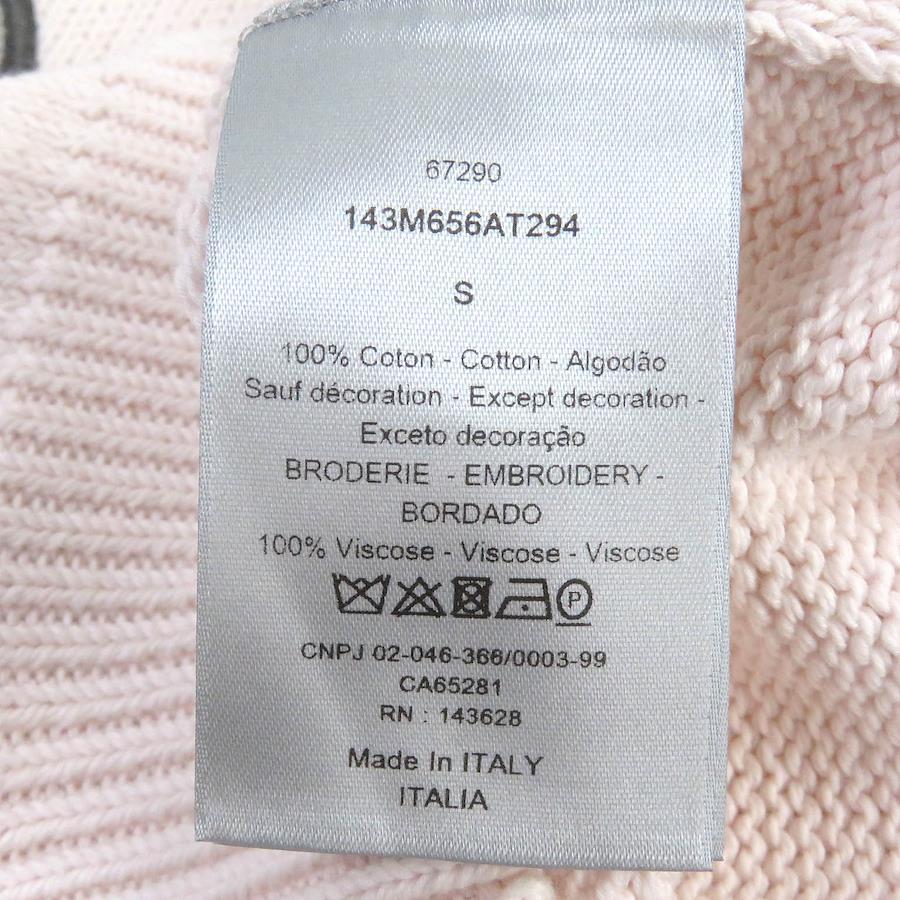 67290
143M656AT294
S
100% Coton - Cotton - Algodão
Sauf décoration - Except decoration -
Exceto decoração
BRODERIE - EMBROIDERY -
BORDADO
100% Viscose - Viscose - Viscose
P
CNPJ 02-046-366/0003-99
CA65281
RN : 143628
Made In ITALY
ITALIA